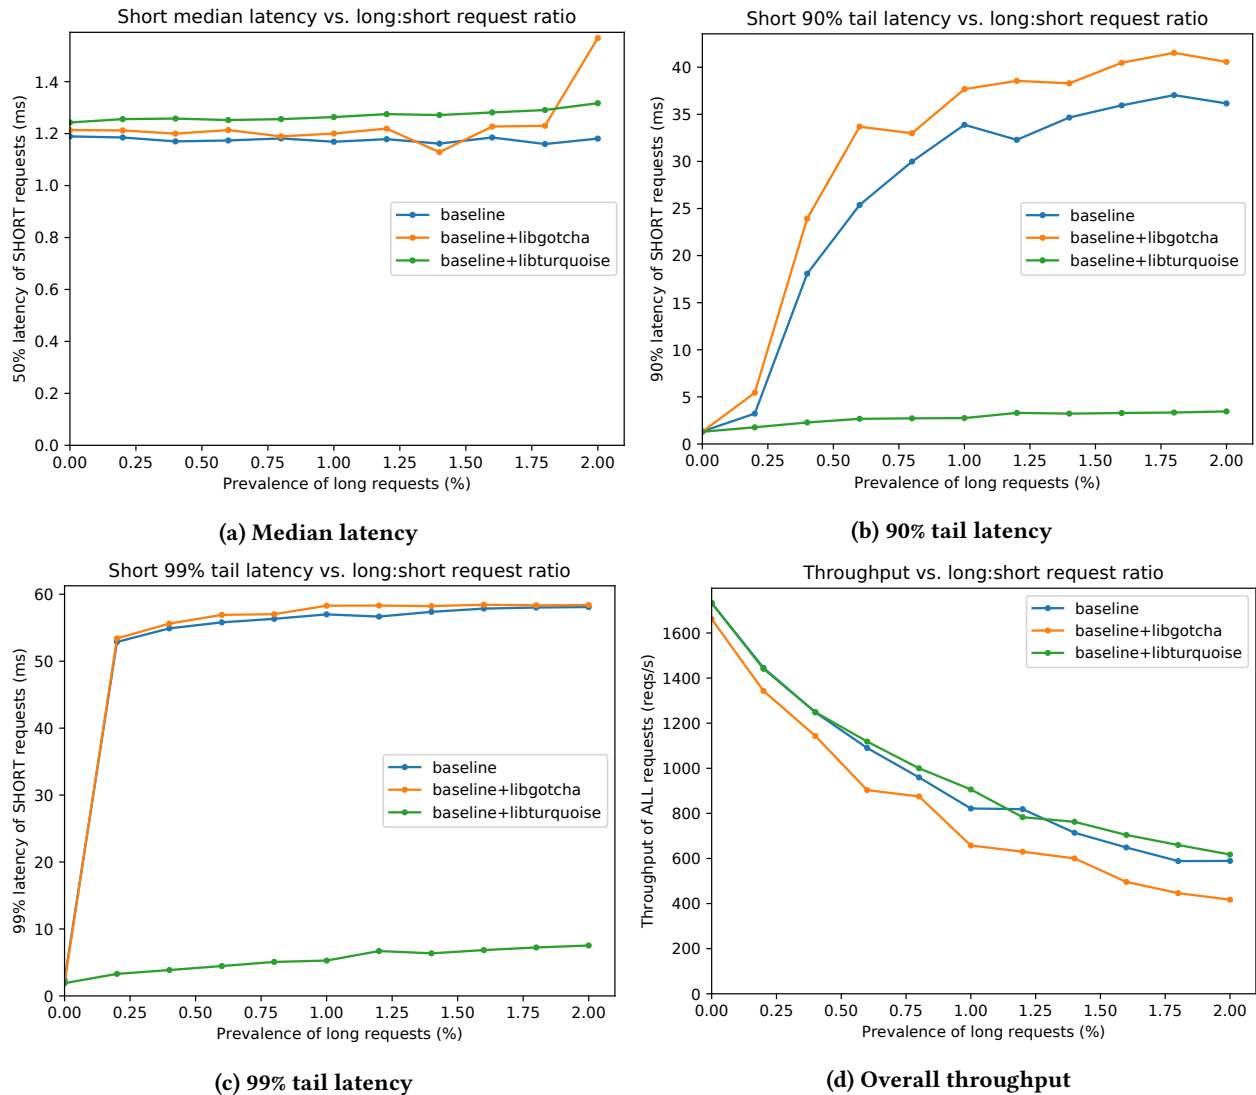 Short median latency vs. long:short request ratio
50% latency of SHORT requests (ms)
1.4
1.2
1.0
0.8
0.6
0.4
0.2
0.0
baseline
baseline+libgotcha
baseline+libturquoise
0.00 0.25 0.50 0.75 1.00 1.25 1.50 1.75 2.00
Prevalence of long requests (%)
(a) Median latency
Short 90% tail latency vs. long:short request ratio
90% latency of SHORT requests (ms)
40
35
30
25
20
15
10
5
0
baseline
baseline+libgotcha
baseline+libturquoise
0.00 0.25 0.50 0.75 1.00 1.25 1.50 1.75 2.00
Prevalence of long requests (%)
(b) 90% tail latency
Short 99% tail latency vs. long:short request ratio
99% latency of SHORT requests (ms)
60
50
40
30
20
10
0
baseline
baseline+libgotcha
baseline+libturquoise
0.00 0.25 0.50 0.75 1.00 1.25 1.50 1.75 2.00
Prevalence of long requests (%)
(c) 99% tail latency
Throughput vs. long:short request ratio
Throughput of ALL requests (reqs/s)
1600
1400
1200
1000
800
600
400
200
0
baseline
baseline+libgotcha
baseline+libturquoise
0.00 0.25 0.50 0.75 1.00 1.25 1.50 1.75 2.00
Prevalence of long requests (%)
(d) Overall throughput